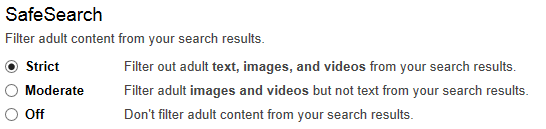 SafeSearch
Filter adult content from your search results.
Strict Filter out adult text, images, and videos from your search results.
Moderate Filter adult images and videos but not text from your search results.
Off Don't filter adult content from your search results.